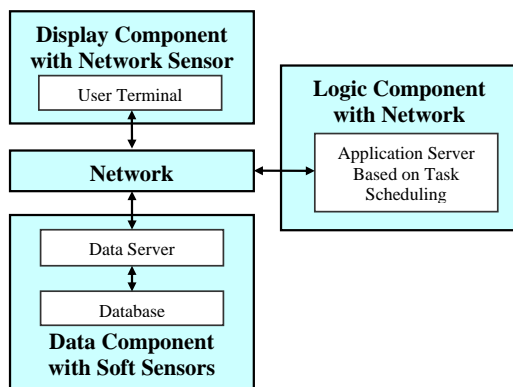 Display Component
with Network Sensor
User Terminal
Network
Data Server
Database
Data Component
with Soft Sensors
Logic Component
with Network
Application Server
Based on Task
Scheduling